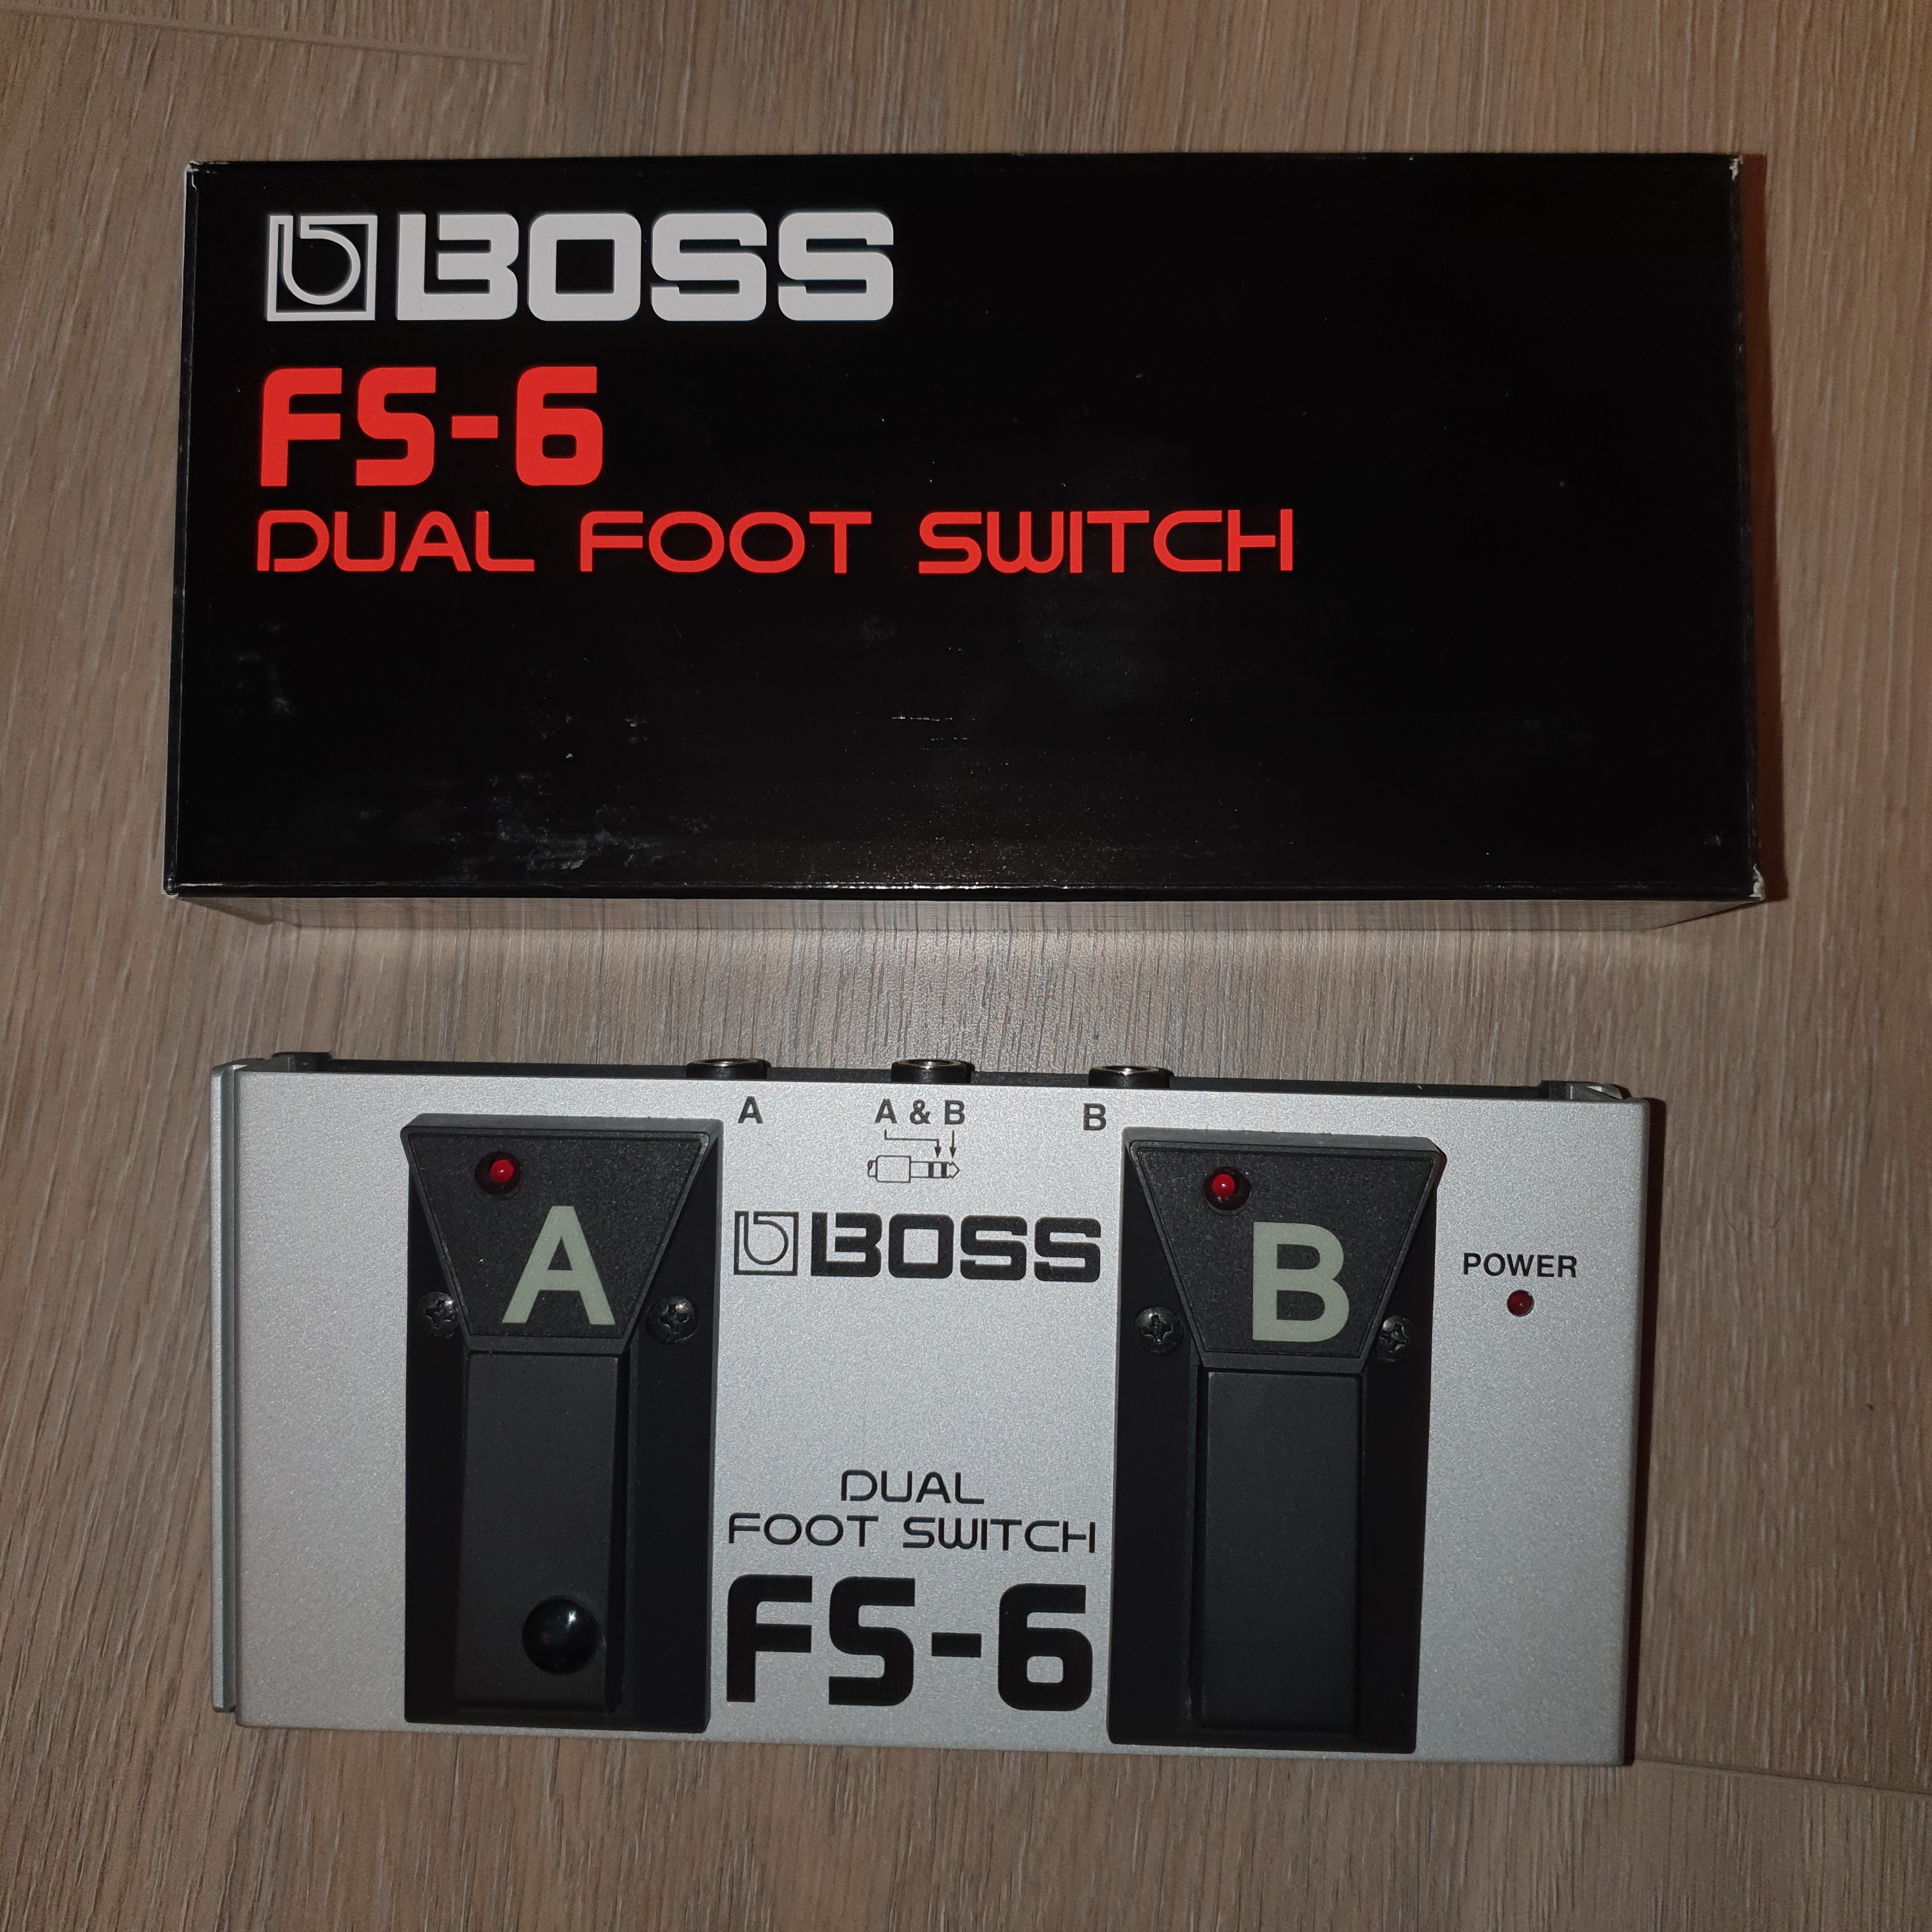 BOSS
FS-6
DUAL FOOT SWITCH
A
A & B
B
A
BOSS
B
POWER
DUAL
FOOT SWITCH
FS-6